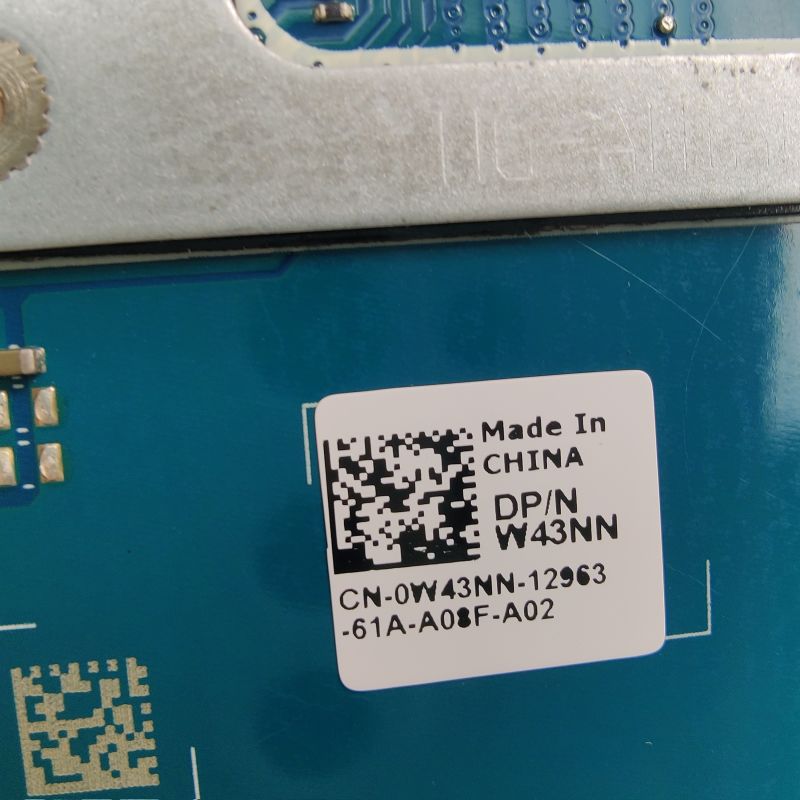 Made In
CHINA
DP/N
W43NN
CN-0W43NN-12963
-61A-A08F-A02